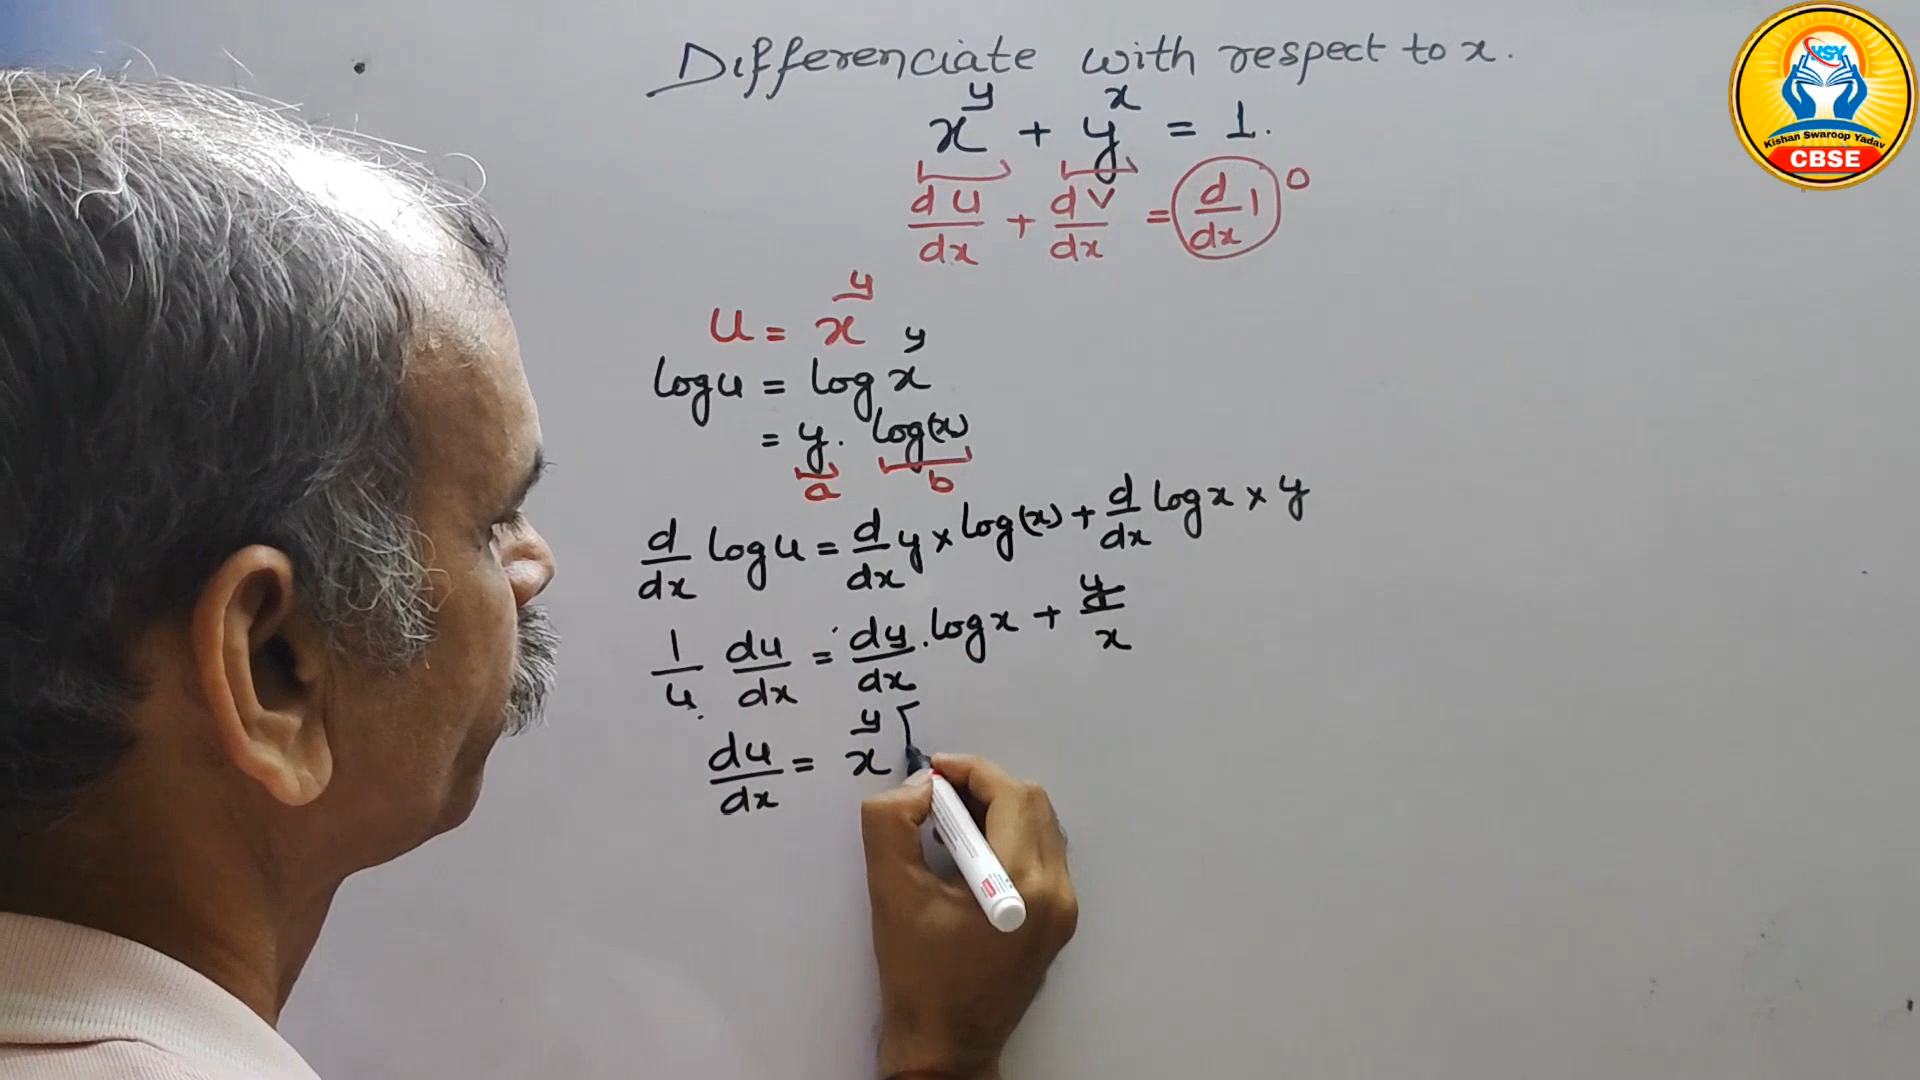 Differenciate with respect to x.
x^y + y^x = 1.
du/dx + dv/dx = d/dx 1 0
u = x^y
log u = log x^y
= y. log(x)
a b
d/dx log u = d/dx y × log(x) + d/dx log x × y
1/u du/dx = dy/dx . log x + y/x
du/dx = x^y [
KSY
Kishan Swaroop Yadav
CBSE